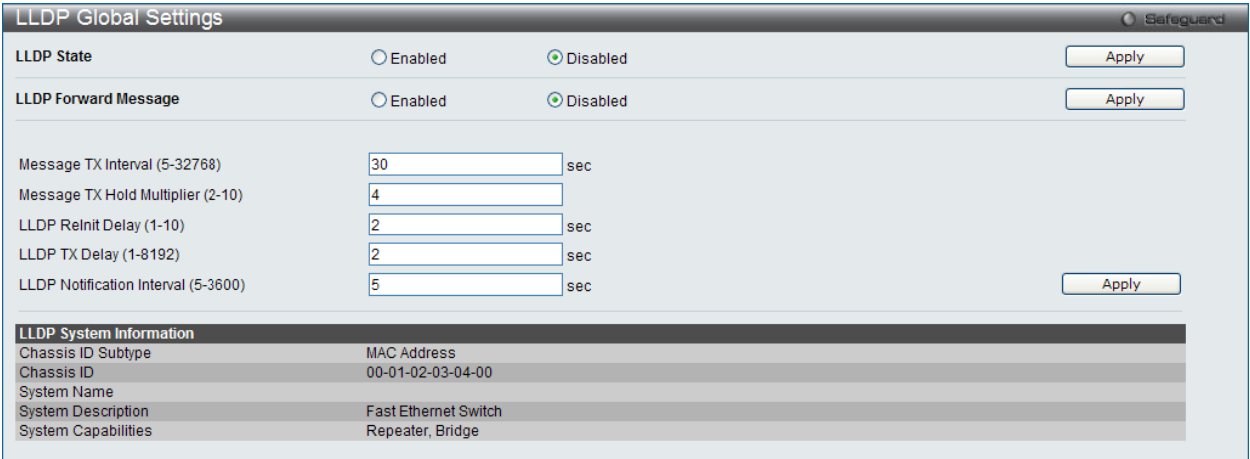 LLDP Global Settings Safeguard
LLDP State Enabled Disabled Apply
LLDP Forward Message Enabled Disabled Apply
Message TX Interval (5-32768) 30 sec
Message TX Hold Multiplier (2-10) 4
LLDP ReInit Delay (1-10) 2 sec
LLDP TX Delay (1-8192) 2 sec
LLDP Notification Interval (5-3600) 5 sec Apply
LLDP System Information
Chassis ID Subtype MAC Address
Chassis ID 00-01-02-03-04-00
System Name
System Description Fast Ethernet Switch
System Capabilities Repeater, Bridge